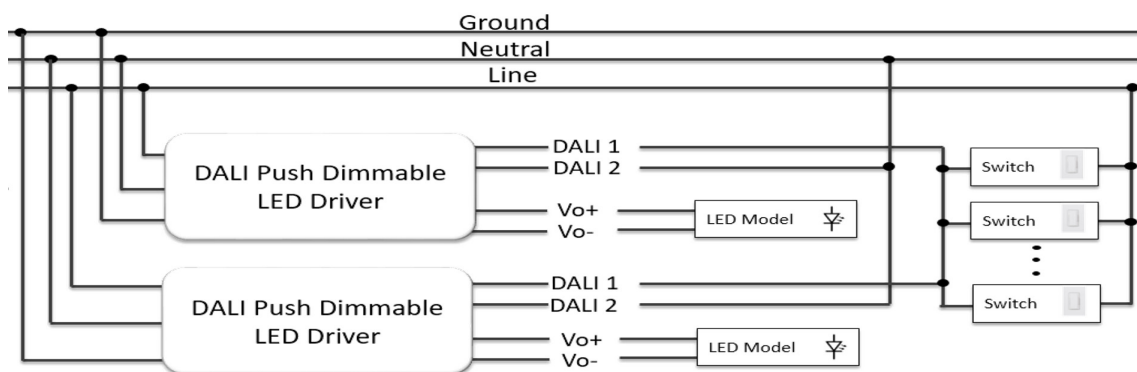 Ground
Neutral
Line
DALI Push Dimmable
LED Driver
DALI 1
DALI 2
Vo+
Vo-
LED Model
Switch
Switch
Switch
DALI Push Dimmable
LED Driver
DALI 1
DALI 2
Vo+
Vo-
LED Model